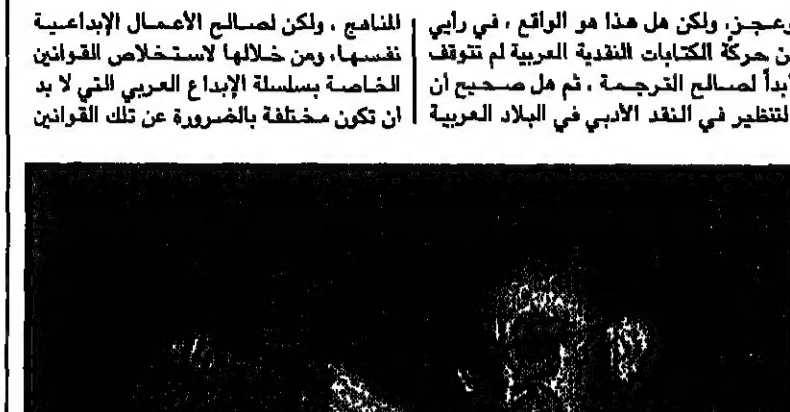 وعجز، ولكن هل هذا هو الواقع ، في رأيي
حركة الكتابات النقدية العربية لم تتوقف
أبداً لصالح الترجمة ، ثم هل صحيح أن
لتنظير في النقد الأدبي في البلاد العربية
المناهج ، ولكن لصالح الأعمال الإبداعية
نفسها، ومن خلالها لاستخلاص القوانين
الخاصة بسلسلة الإبداع العربي التي لا بد
ان تكون مختلفة بالضرورة عن تلك القوانين